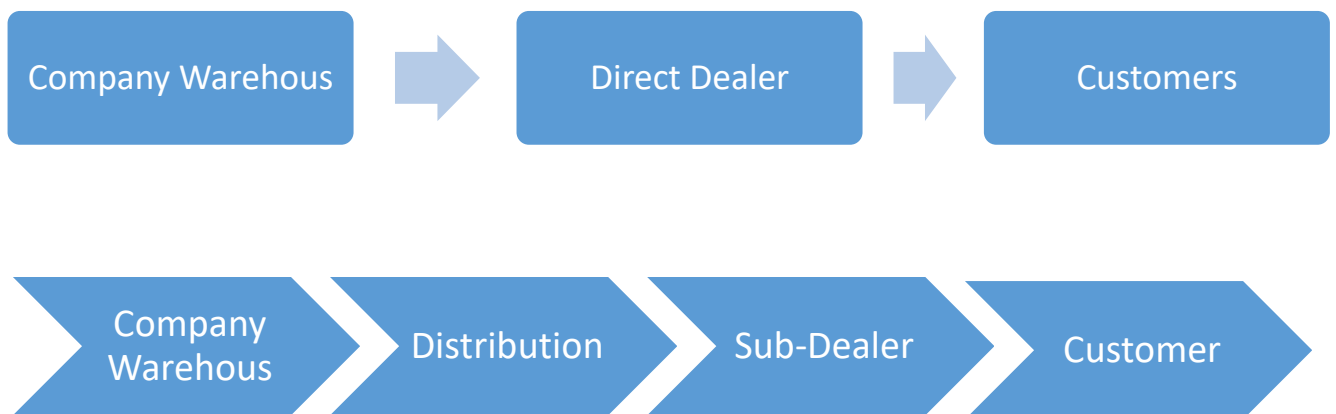 Company Warehous
Direct Dealer
Customers
Company
Warehous
Distribution
Sub-Dealer
Customer